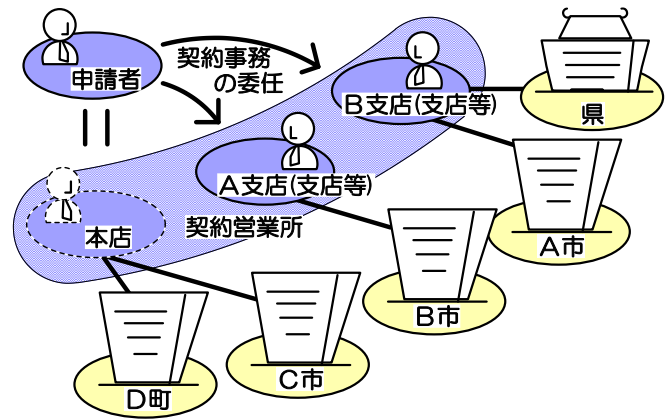 申請者
契約事務
の委任
B支店(支店等)
県
A支店(支店等)
A市
契約営業所
本店
B市
C市
D町